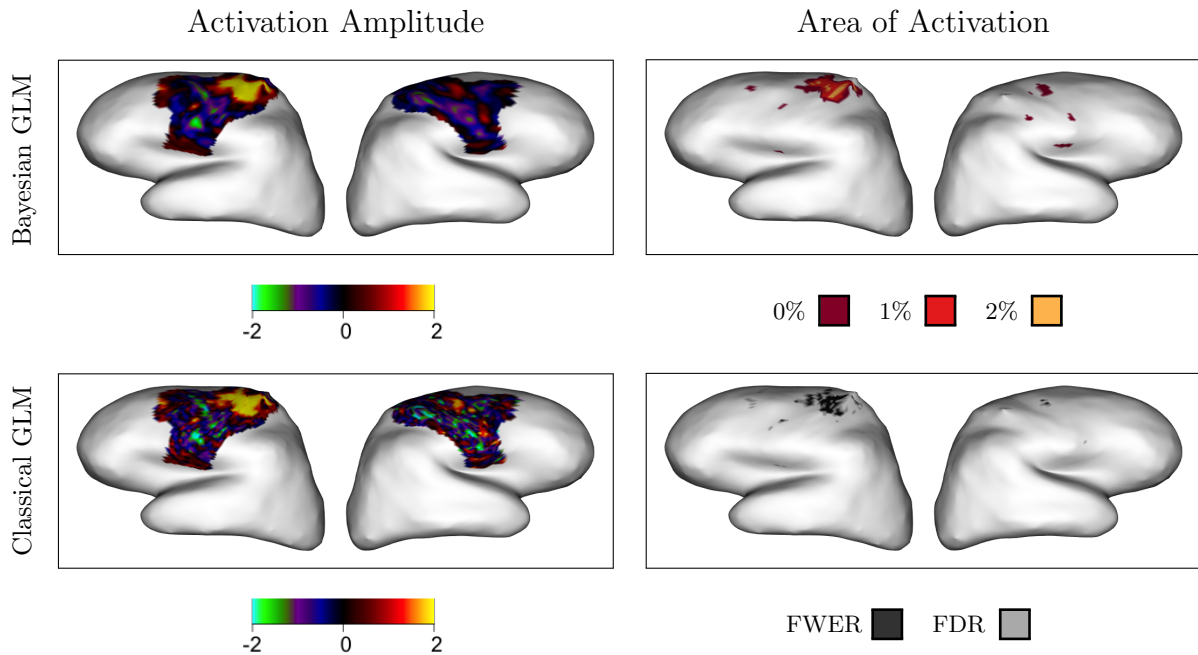 Activation Amplitude
Area of Activation
Bayesian GLM
-2 0 2
0% 1% 2%
Classical GLM
-2 0 2
FWER FDR